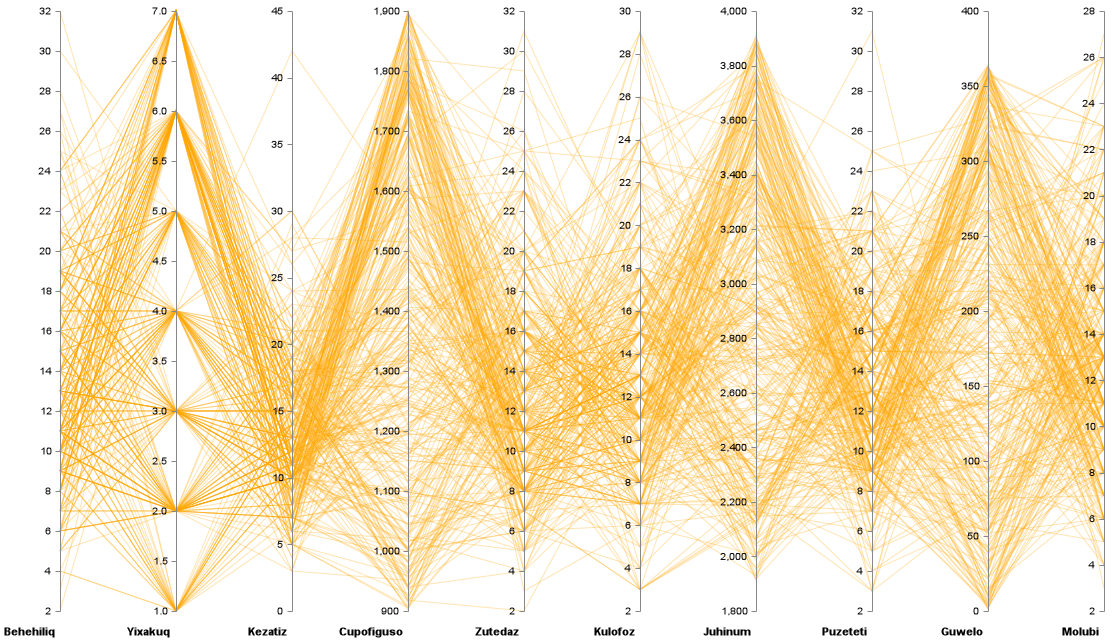 32 7.0 45 1,900 32 30 4,000 32 400 28
30 6.5 40 1,800 30 28 3,800 30 350 26
28 6.0 35 1,700 28 26 3,600 28 300 24
26 5.5 30 1,600 26 24 3,400 26 250 22
24 5.0 25 1,500 24 22 3,200 24 200 20
22 4.5 20 1,400 22 20 3,000 22 150 18
20 4.0 15 1,300 20 18 2,800 20 100 16
18 3.5 10 1,200 18 16 2,600 18 50 14
16 3.0 5 1,100 16 14 2,400 16 0 12
14 2.5 0 1,000 14 12 2,200 14 10
12 2.0 900 12 10 2,000 12 8
10 1.5 10 8 1,800 10 6
8 1.0 8 6 8 4
6 6 4 6 2
4 4 2 4
2 2 2
Behehiliq Yixakuq Kezatiz Cupofiguso Zutedaz Kulofoz Juhinum Puzeteti Guwelo Molubi